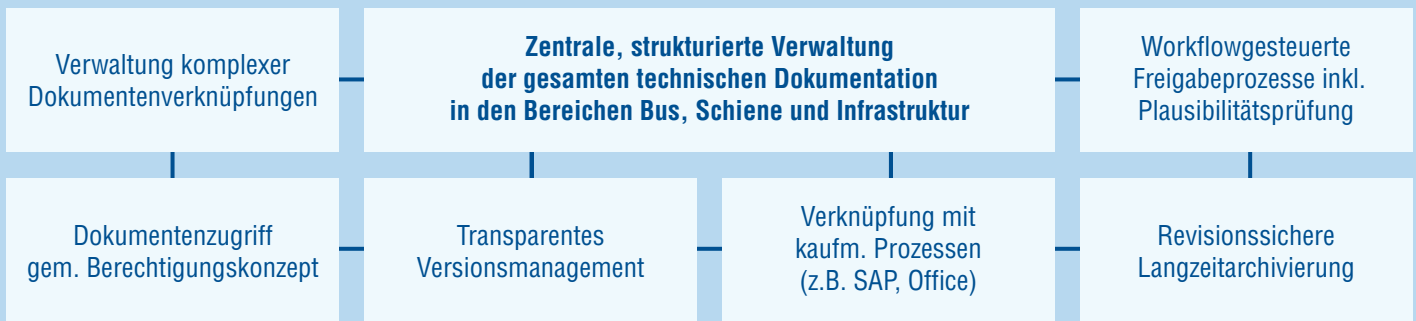 Verwaltung komplexer
Dokumentenverknüpfungen
Zentrale, strukturierte Verwaltung
der gesamten technischen Dokumentation
in den Bereichen Bus, Schiene und Infrastruktur
Workflowgesteuerte
Freigabeprozesse inkl.
Plausibilitätsprüfung
Dokumentenzugriff
gem. Berechtigungskonzept
Transparentes
Versionsmanagement
Verknüpfung mit
kaufm. Prozessen
(z.B. SAP, Office)
Revisionssichere
Langzeitarchivierung